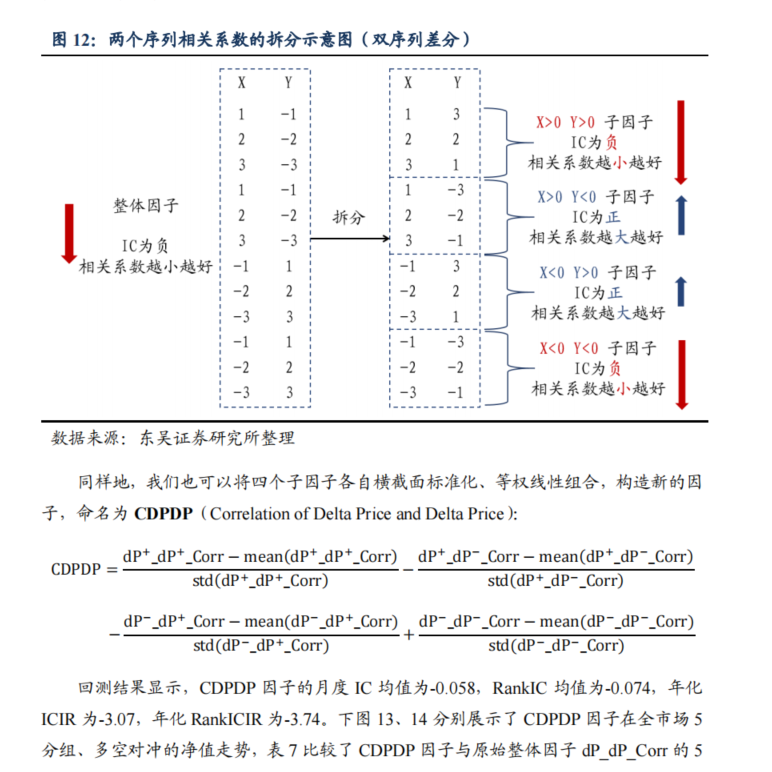 图 12：两个序列相关系数的拆分示意图（双序列差分）
X Y X Y
1 -1 1 3
2 -2 2 2
3 -3 3 1
1 -1 1 -3
2 -2 2 -2
3 -3 3 -1
-1 1 -1 3
-2 2 -2 2
-3 3 -3 1
-1 1 -1 -3
-2 2 -2 -2
-3 3 -3 -1
整体因子
IC为负
相关系数越小越好
拆分
X>0 Y>0 子因子
IC为负
相关系数越小越好
X>0 Y<0 子因子
IC为正
相关系数越大越好
X<0 Y>0 子因子
IC为正
相关系数越大越好
X<0 Y<0 子因子
IC为负
相关系数越小越好
数据来源：东吴证券研究所整理
同样地，我们也可以将四个子因子各自横截面标准化、等权线性组合，构造新的因
子，命名为 CDPDP（Correlation of Delta Price and Delta Price）：
CDPDP = (dP⁺_dP⁺_Corr − mean(dP⁺_dP⁺_Corr))/std(dP⁺_dP⁺_Corr) − (dP⁺_dP⁻_Corr − mean(dP⁺_dP⁻_Corr))/std(dP⁺_dP⁻_Corr)
− (dP⁻_dP⁺_Corr − mean(dP⁻_dP⁺_Corr))/std(dP⁻_dP⁺_Corr) + (dP⁻_dP⁻_Corr − mean(dP⁻_dP⁻_Corr))/std(dP⁻_dP⁻_Corr)
回测结果显示，CDPDP 因子的月度 IC 均值为-0.058，RankIC 均值为-0.074，年化
ICIR 为-3.07，年化 RankICIR 为-3.74。下图 13、14 分别展示了 CDPDP 因子在全市场 5
分组、多空对冲的净值走势，表 7 比较了 CDPDP 因子与原始整体因子 dP_dP_Corr 的 5